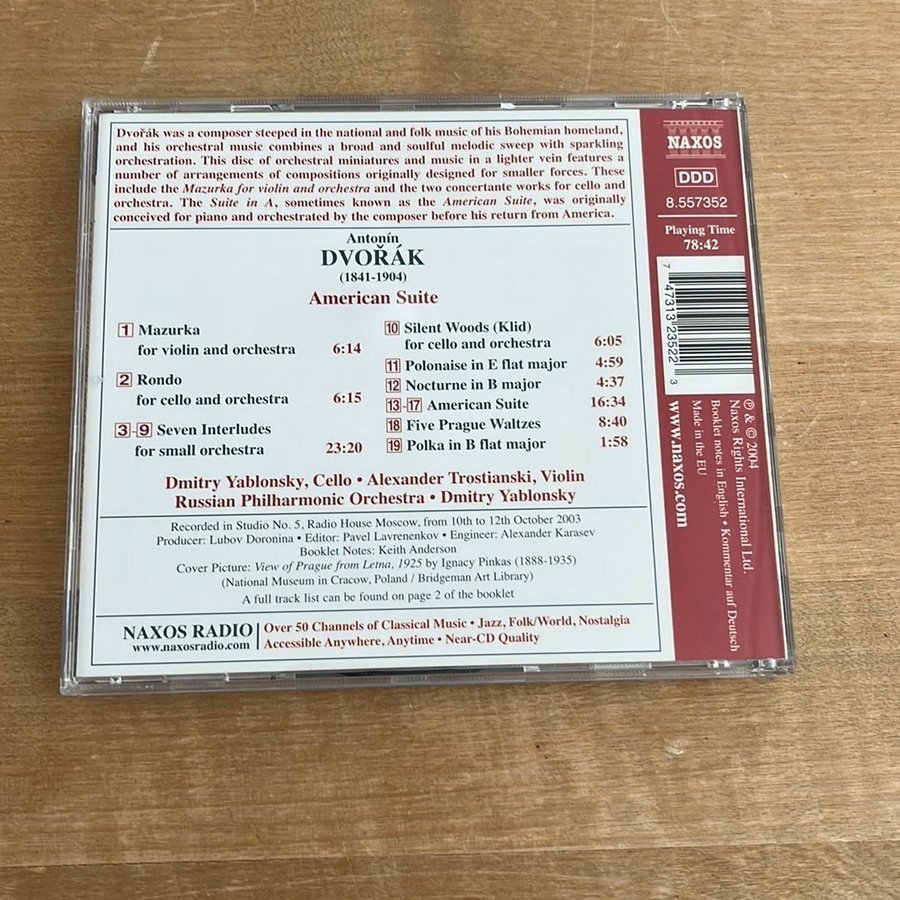 Dvořák was a composer steeped in the national and folk music of his Bohemian homeland,
and his orchestral music combines a broad and soulful melodic sweep with sparkling
orchestration. This disc of orchestral miniatures and music in a lighter vein features a
number of arrangements of compositions originally designed for smaller forces. These
include the Mazurka for violin and orchestra and the two concertante works for cello and
orchestra. The Suite in A, sometimes known as the American Suite, was originally
conceived for piano and orchestrated by the composer before his return from America.
Antonín
DVOŘÁK
(1841-1904)
American Suite
1 Mazurka
for violin and orchestra 6:14
2 Rondo
for cello and orchestra 6:15
3-9 Seven Interludes
for small orchestra 23:20
10 Silent Woods (Klid)
for cello and orchestra 6:05
11 Polonaise in E flat major 4:59
12 Nocturne in B major 4:37
13-17 American Suite 16:34
18 Five Prague Waltzes 8:40
19 Polka in B flat major 1:58
Dmitry Yablonsky, Cello • Alexander Trostianski, Violin
Russian Philharmonic Orchestra • Dmitry Yablonsky
Recorded in Studio No. 5, Radio House Moscow, from 10th to 12th October 2003
Producer: Lubov Doronina • Editor: Pavel Lavrenenkov • Engineer: Alexander Karasev
Booklet Notes: Keith Anderson
Cover Picture: View of Prague from Letna, 1925 by Ignacy Pinkas (1888-1935)
(National Museum in Cracow, Poland / Bridgeman Art Library)
A full track list can be found on page 2 of the booklet
NAXOS RADIO
www.naxosradio.com
Over 50 Channels of Classical Music • Jazz, Folk/World, Nostalgia
Accessible Anywhere, Anytime • Near-CD Quality
NAXOS
DDD
8.557352
Playing Time
78:42
7 47313 23522 3
℗ & © 2004
Naxos Rights International Ltd.
Booklet notes in English • Kommentar auf Deutsch
Made in the EU
www.naxos.com